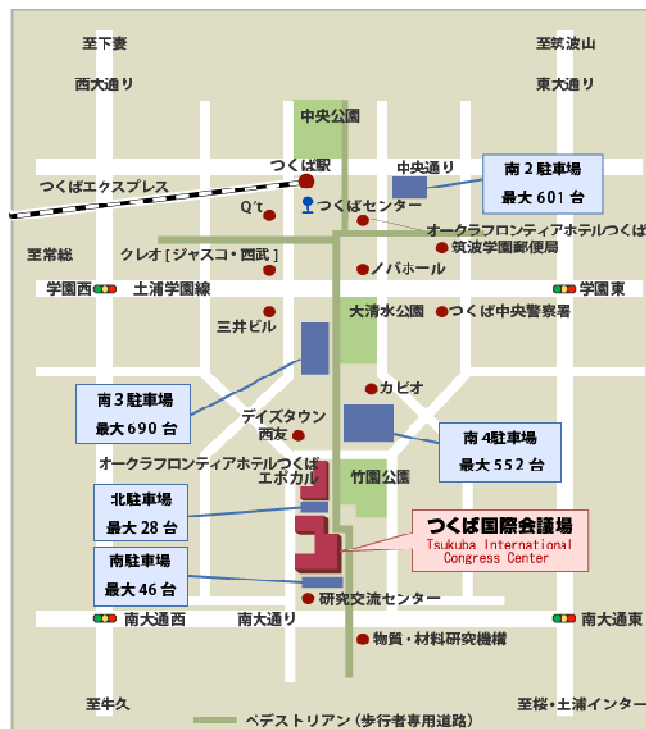 至下妻
至筑波山
西大通り
東大通り
中央公園
つくば駅
中央通り
南2駐車場
最大601台
つくばエクスプレス
Q't
つくばセンター
オークラフロンティアホテルつくば
筑波学園郵便局
至常総
クレオ[ジャスコ・西武]
ノバホール
学園西
土浦学園線
学園東
大清水公園
つくば中央警察署
三井ビル
南3駐車場
最大690台
カピオ
デイズタウン
西友
南4駐車場
最大552台
オークラフロンティアホテルつくば
エポカル
竹園公園
北駐車場
最大28台
つくば国際会議場
Tsukuba International
Congress Center
南駐車場
最大46台
研究交流センター
南大通西
南大通り
南大通東
物質・材料研究機構
至牛久
至桜・土浦インター
ペデストリアン(歩行者専用道路)